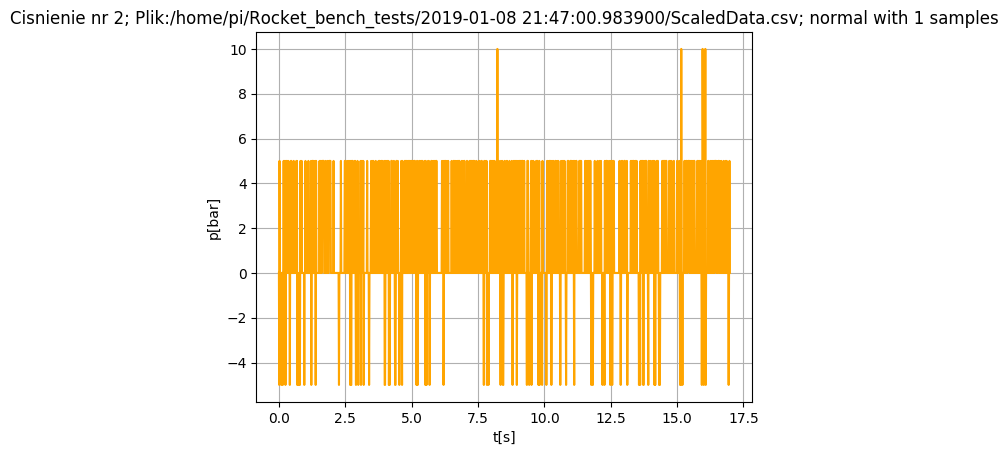 Cisnienie nr 2; Plik:/home/pi/Rocket_bench_tests/2019-01-08 21:47:00.983900/ScaledData.csv; normal with 1 samples
10
8
6
4
2
0
−2
−4
p[bar]
0.0 2.5 5.0 7.5 10.0 12.5 15.0 17.5
t[s]